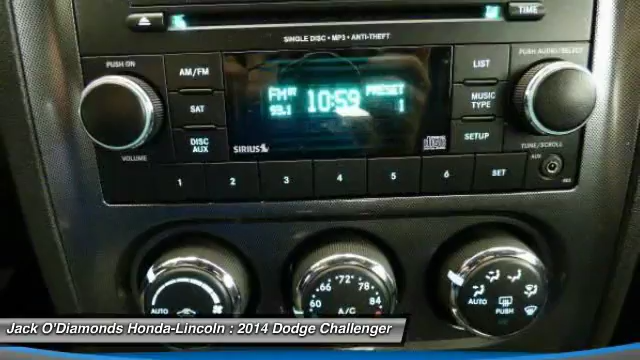 TIME
SINGLE DISC • MP3 • ANTI-THEFT
PUSH ON
PUSH AUDIO/SELECT
AM/FM
LIST
FM
10:59
PRESET
93.1
1
SAT
MUSIC TYPE
DISC AUX
SETUP
SIRIUS
VOLUME
TUNE/SCROLL
AUX
1 2 3 4 5 6 SET
68 72° 78
60 84
66
A/C
AUTO
AUTO
PUSH
Jack O'Diamonds Honda-Lincoln : 2014 Dodge Challenger